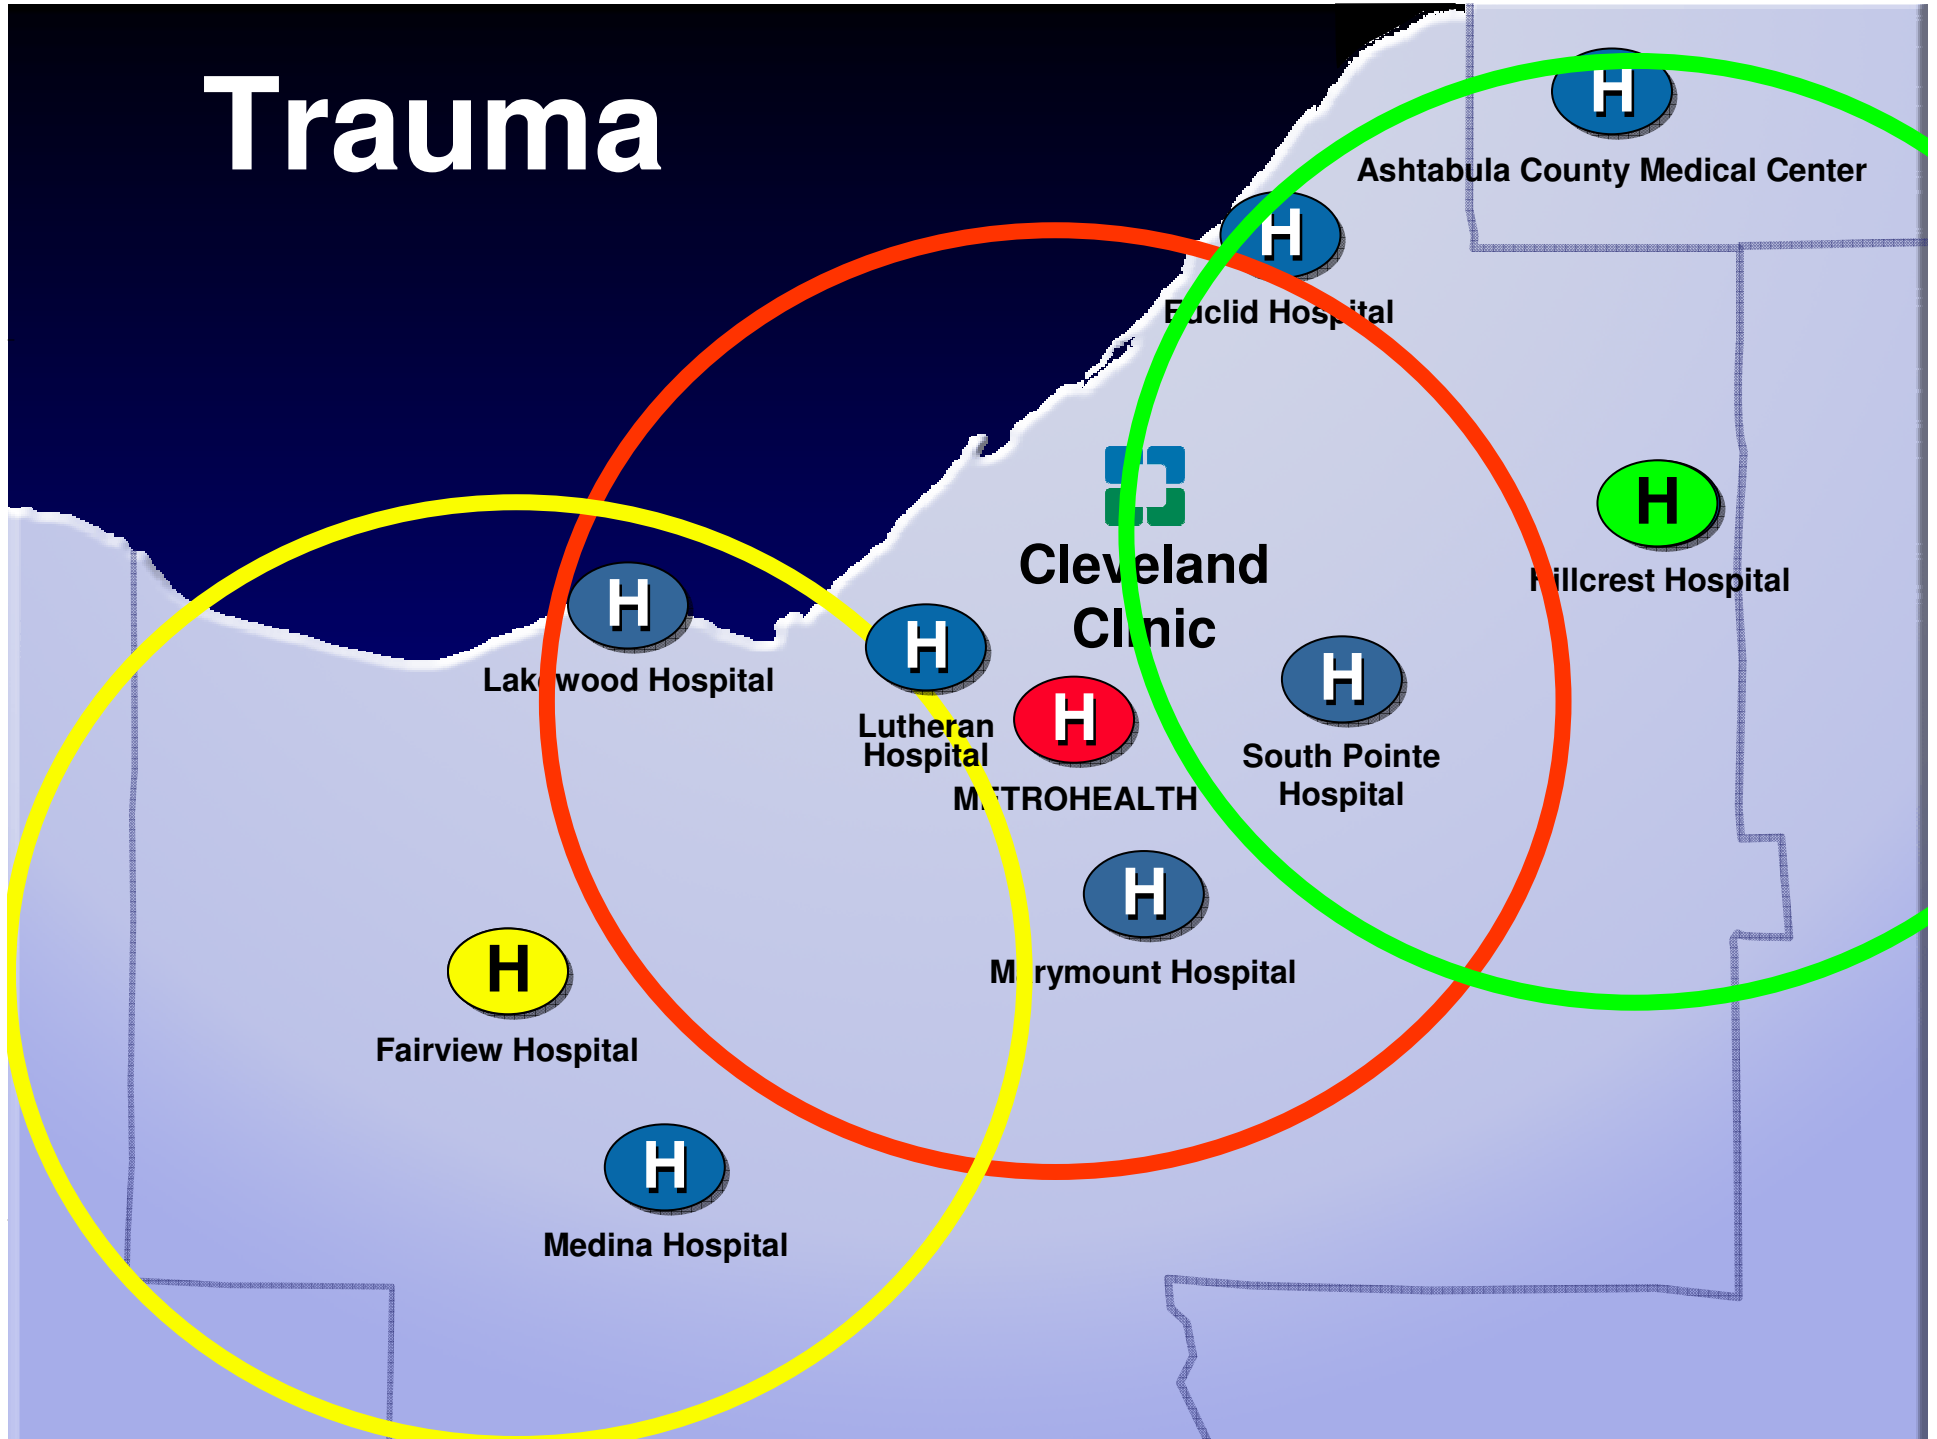 Trauma
H
Ashtabula County Medical Center
H
Euclid Hospital
Cleveland
Clinic
H
Hillcrest Hospital
H
Lakewood Hospital
H
Lutheran
Hospital
H
METROHEALTH
H
South Pointe
Hospital
H
Marymount Hospital
H
Fairview Hospital
H
Medina Hospital